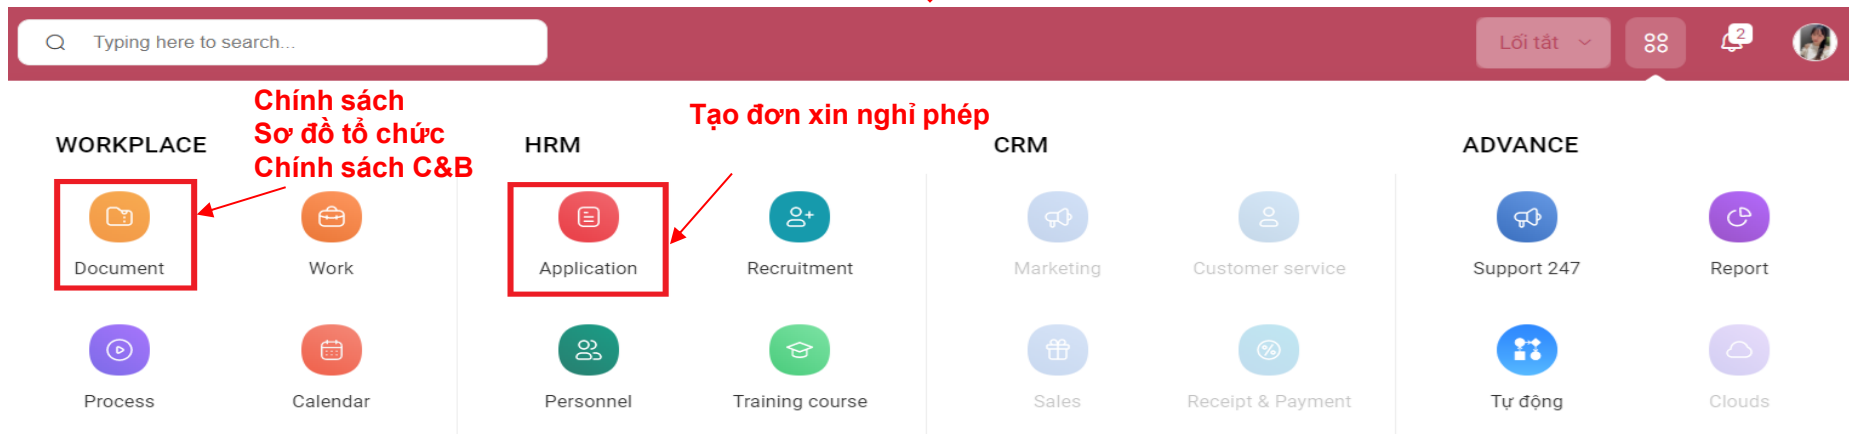 Typing here to search...
Lối tắt
2
Chính sách
Sơ đồ tổ chức
Chính sách C&B
Tạo đơn xin nghỉ phép
WORKPLACE
HRM
CRM
ADVANCE
Document
Work
Application
Recruitment
Marketing
Customer service
Support 247
Report
Process
Calendar
Personnel
Training course
Sales
Receipt & Payment
Tự động
Clouds